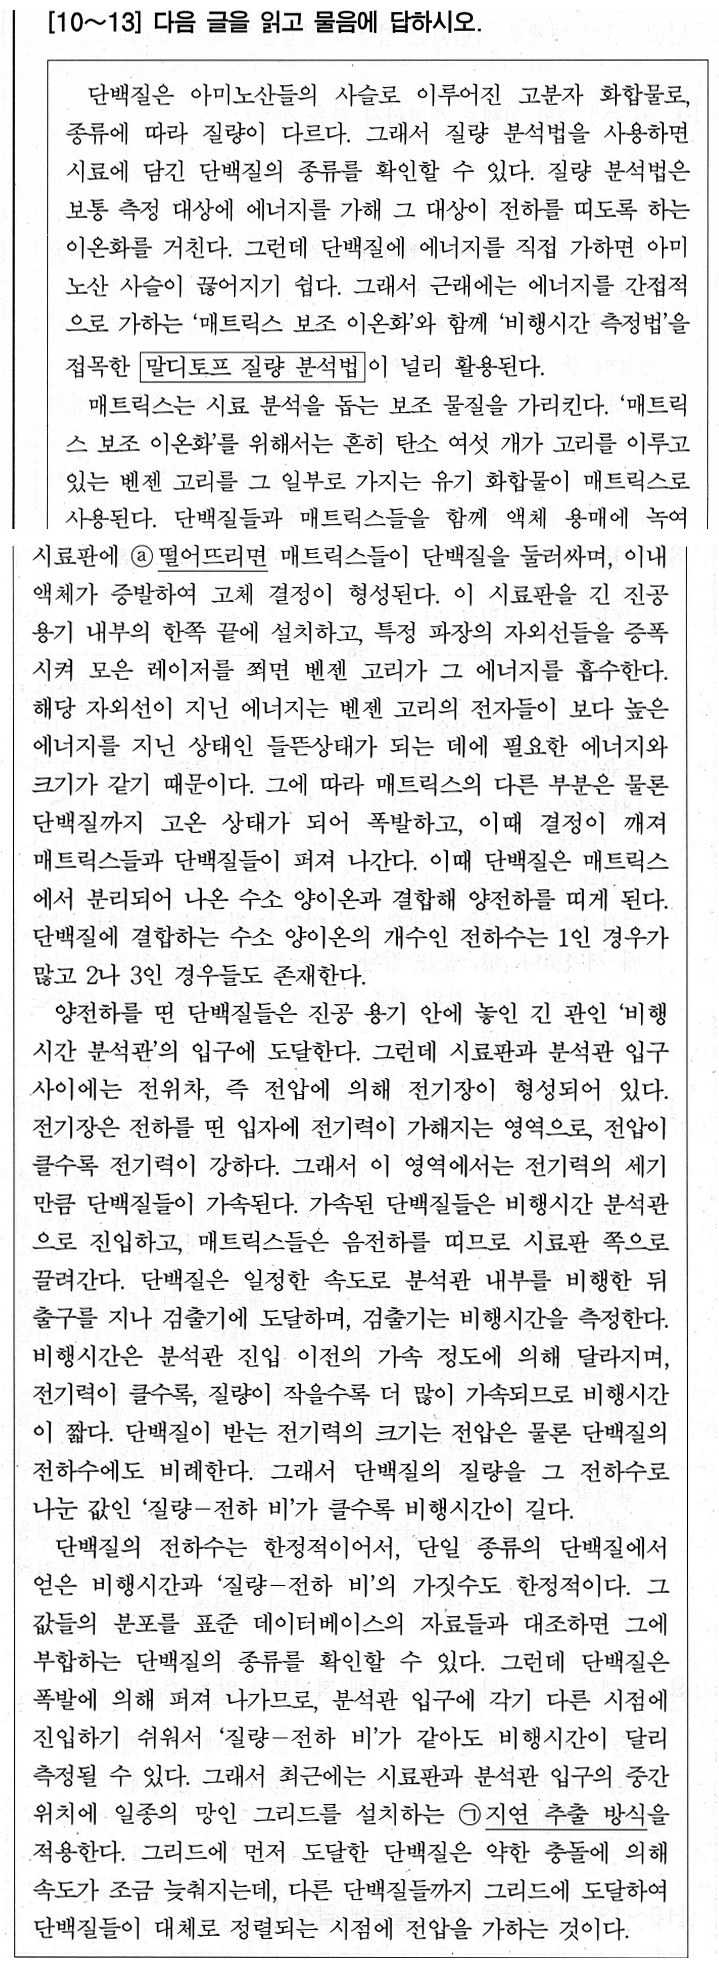 [10～13] 다음 글을 읽고 물음에 답하시오.
단백질은 아미노산들의 사슬로 이루어진 고분자 화합물로,
종류에 따라 질량이 다르다. 그래서 질량 분석법을 사용하면
시료에 담긴 단백질의 종류를 확인할 수 있다. 질량 분석법은
보통 측정 대상에 에너지를 가해 그 대상이 전하를 띠도록 하는
이온화를 거친다. 그런데 단백질에 에너지를 직접 가하면 아미
노산 사슬이 끊어지기 쉽다. 그래서 근래에는 에너지를 간접적
으로 가하는 ‘매트릭스 보조 이온화’와 함께 ‘비행시간 측정법’을
접목한 말디토프 질량 분석법이 널리 활용된다.
매트릭스는 시료 분석을 돕는 보조 물질을 가리킨다. ‘매트릭
스 보조 이온화’를 위해서는 흔히 탄소 여섯 개가 고리를 이루고
있는 벤젠 고리를 그 일부로 가지는 유기 화합물이 매트릭스로
사용된다. 단백질들과 매트릭스들을 함께 액체 용매에 녹여
시료판에 ⓐ떨어뜨리면 매트릭스들이 단백질을 둘러싸며, 이내
액체가 증발하여 고체 결정이 형성된다. 이 시료판을 긴 진공
용기 내부의 한쪽 끝에 설치하고, 특정 파장의 자외선들을 증폭
시켜 모은 레이저를 쬐면 벤젠 고리가 그 에너지를 흡수한다.
해당 자외선이 지닌 에너지는 벤젠 고리의 전자들이 보다 높은
에너지를 지닌 상태인 들뜬상태가 되는 데에 필요한 에너지와
크기가 같기 때문이다. 그에 따라 매트릭스의 다른 부분은 물론
단백질까지 고온 상태가 되어 폭발하고, 이때 결정이 깨져
매트릭스들과 단백질들이 퍼져 나간다. 이때 단백질은 매트릭스
에서 분리되어 나온 수소 양이온과 결합해 양전하를 띠게 된다.
단백질에 결합하는 수소 양이온의 개수인 전하수는 1인 경우가
많고 2나 3인 경우들도 존재한다.
양전하를 띤 단백질들은 진공 용기 안에 놓인 긴 관인 ‘비행
시간 분석관’의 입구에 도달한다. 그런데 시료판과 분석관 입구
사이에는 전위차, 즉 전압에 의해 전기장이 형성되어 있다.
전기장은 전하를 띤 입자에 전기력이 가해지는 영역으로, 전압이
클수록 전기력이 강하다. 그래서 이 영역에서는 전기력의 세기
만큼 단백질들이 가속된다. 가속된 단백질들은 비행시간 분석관
으로 진입하고, 매트릭스들은 음전하를 띠므로 시료판 쪽으로
끌려간다. 단백질은 일정한 속도로 분석관 내부를 비행한 뒤
출구를 지나 검출기에 도달하며, 검출기는 비행시간을 측정한다.
비행시간은 분석관 진입 이전의 가속 정도에 의해 달라지며,
전기력이 클수록, 질량이 작을수록 더 많이 가속되므로 비행시간
이 짧다. 단백질이 받는 전기력의 크기는 전압은 물론 단백질의
전하수에도 비례한다. 그래서 단백질의 질량을 그 전하수로
나눈 값인 ‘질량－전하 비’가 클수록 비행시간이 길다.
단백질의 전하수는 한정적이어서, 단일 종류의 단백질에서
얻은 비행시간과 ‘질량－전하 비’의 가짓수도 한정적이다. 그
값들의 분포를 표준 데이터베이스의 자료들과 대조하면 그에
부합하는 단백질의 종류를 확인할 수 있다. 그런데 단백질은
폭발에 의해 퍼져 나가므로, 분석관 입구에 각기 다른 시점에
진입하기 쉬워서 ‘질량－전하 비’가 같아도 비행시간이 달리
측정될 수 있다. 그래서 최근에는 시료판과 분석관 입구의 중간
위치에 일종의 망인 그리드를 설치하는 ㉠지연 추출 방식을
적용한다. 그리드에 먼저 도달한 단백질은 약한 충돌에 의해
속도가 조금 늦춰지는데, 다른 단백질들까지 그리드에 도달하여
단백질들이 대체로 정렬되는 시점에 전압을 가하는 것이다.